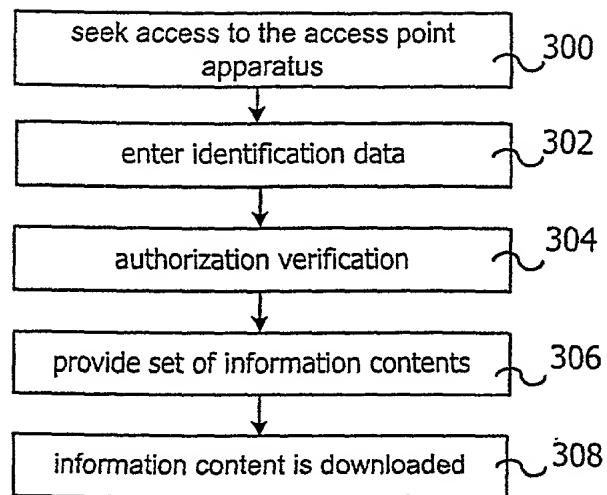 seek access to the access point
apparatus
300
enter identification data
302
authorization verification
304
provide set of information contents
306
information content is downloaded
308